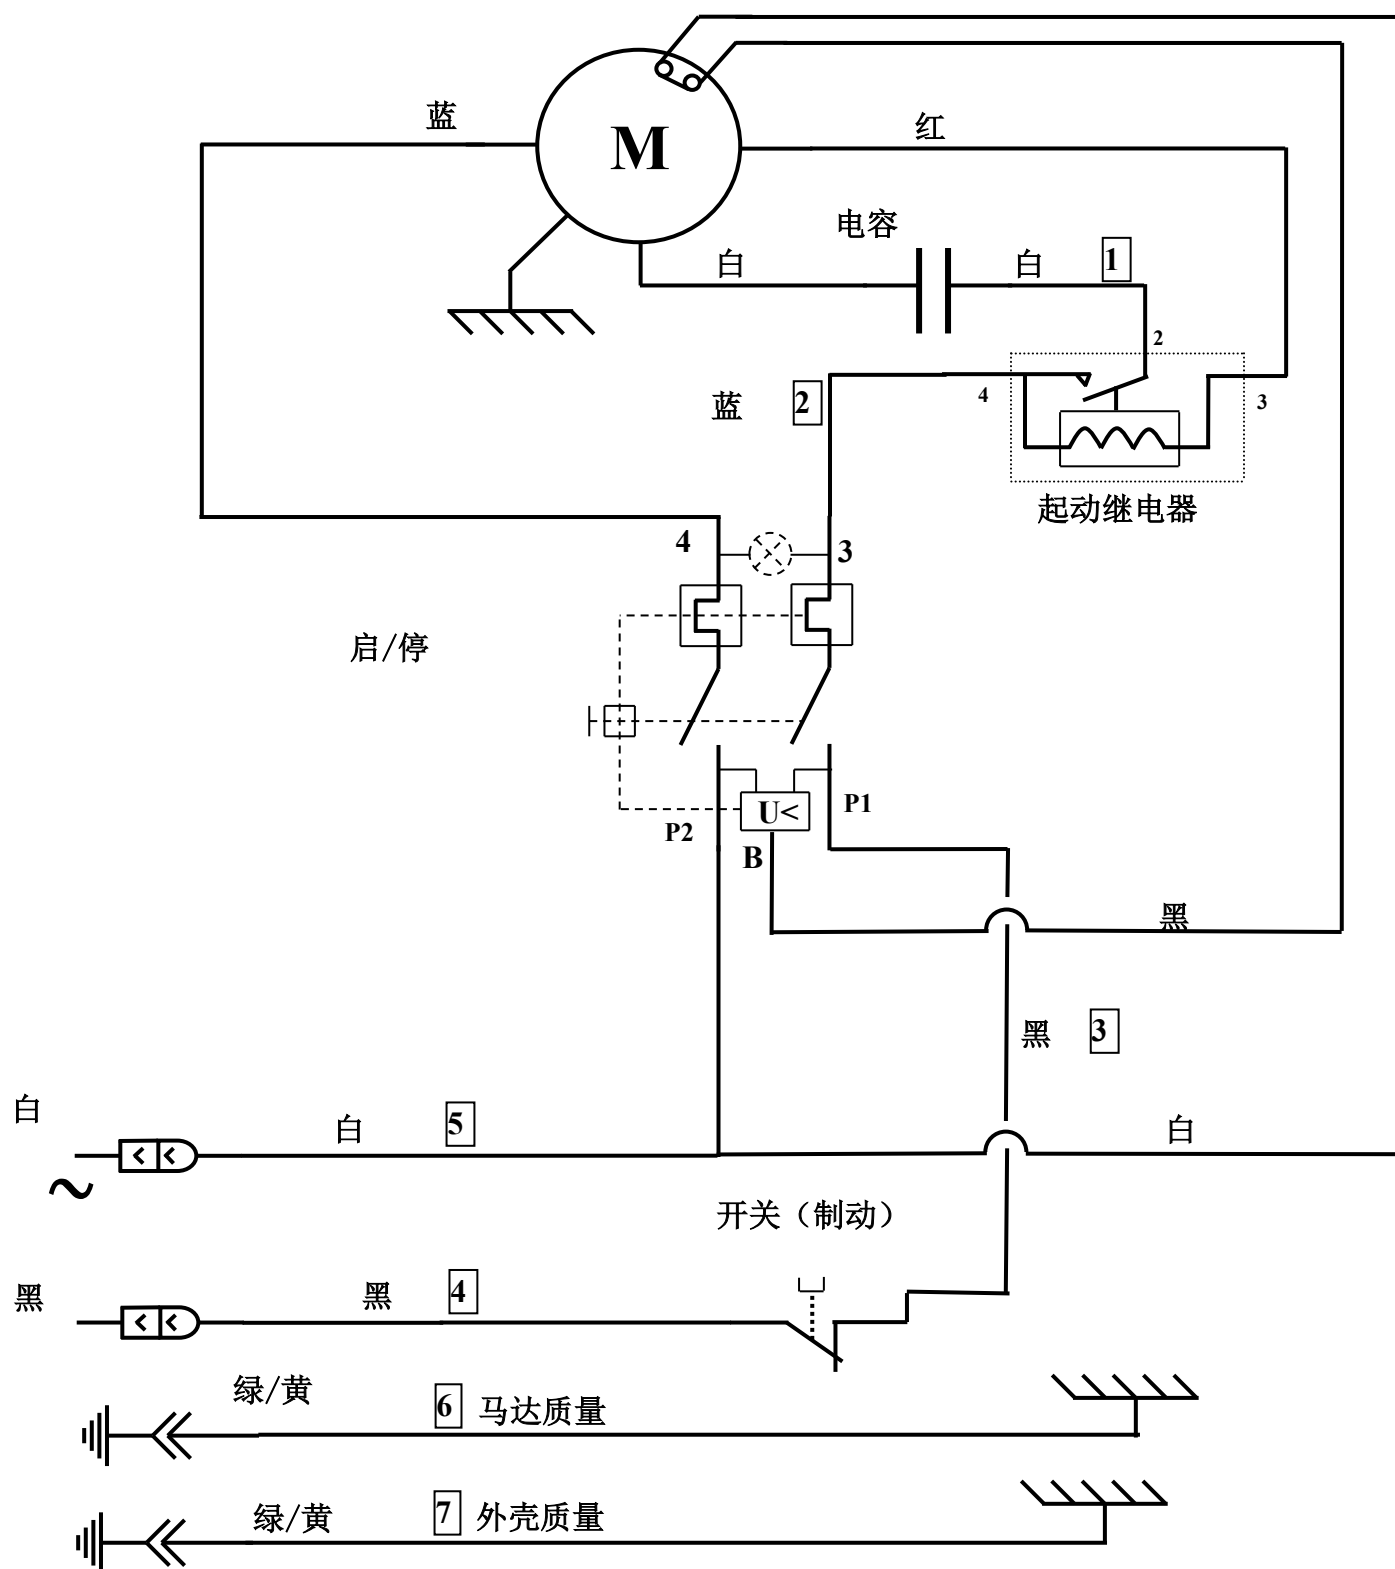 蓝
M
红
电容
白
白 1
2
蓝 2
4
3
起动继电器
4
3
启/停
P1
U<
P2
B
黑
黑 3
白
白 5
白
~
开关（制动）
黑
黑 4
绿/黄
6 马达质量
绿/黄
7 外壳质量